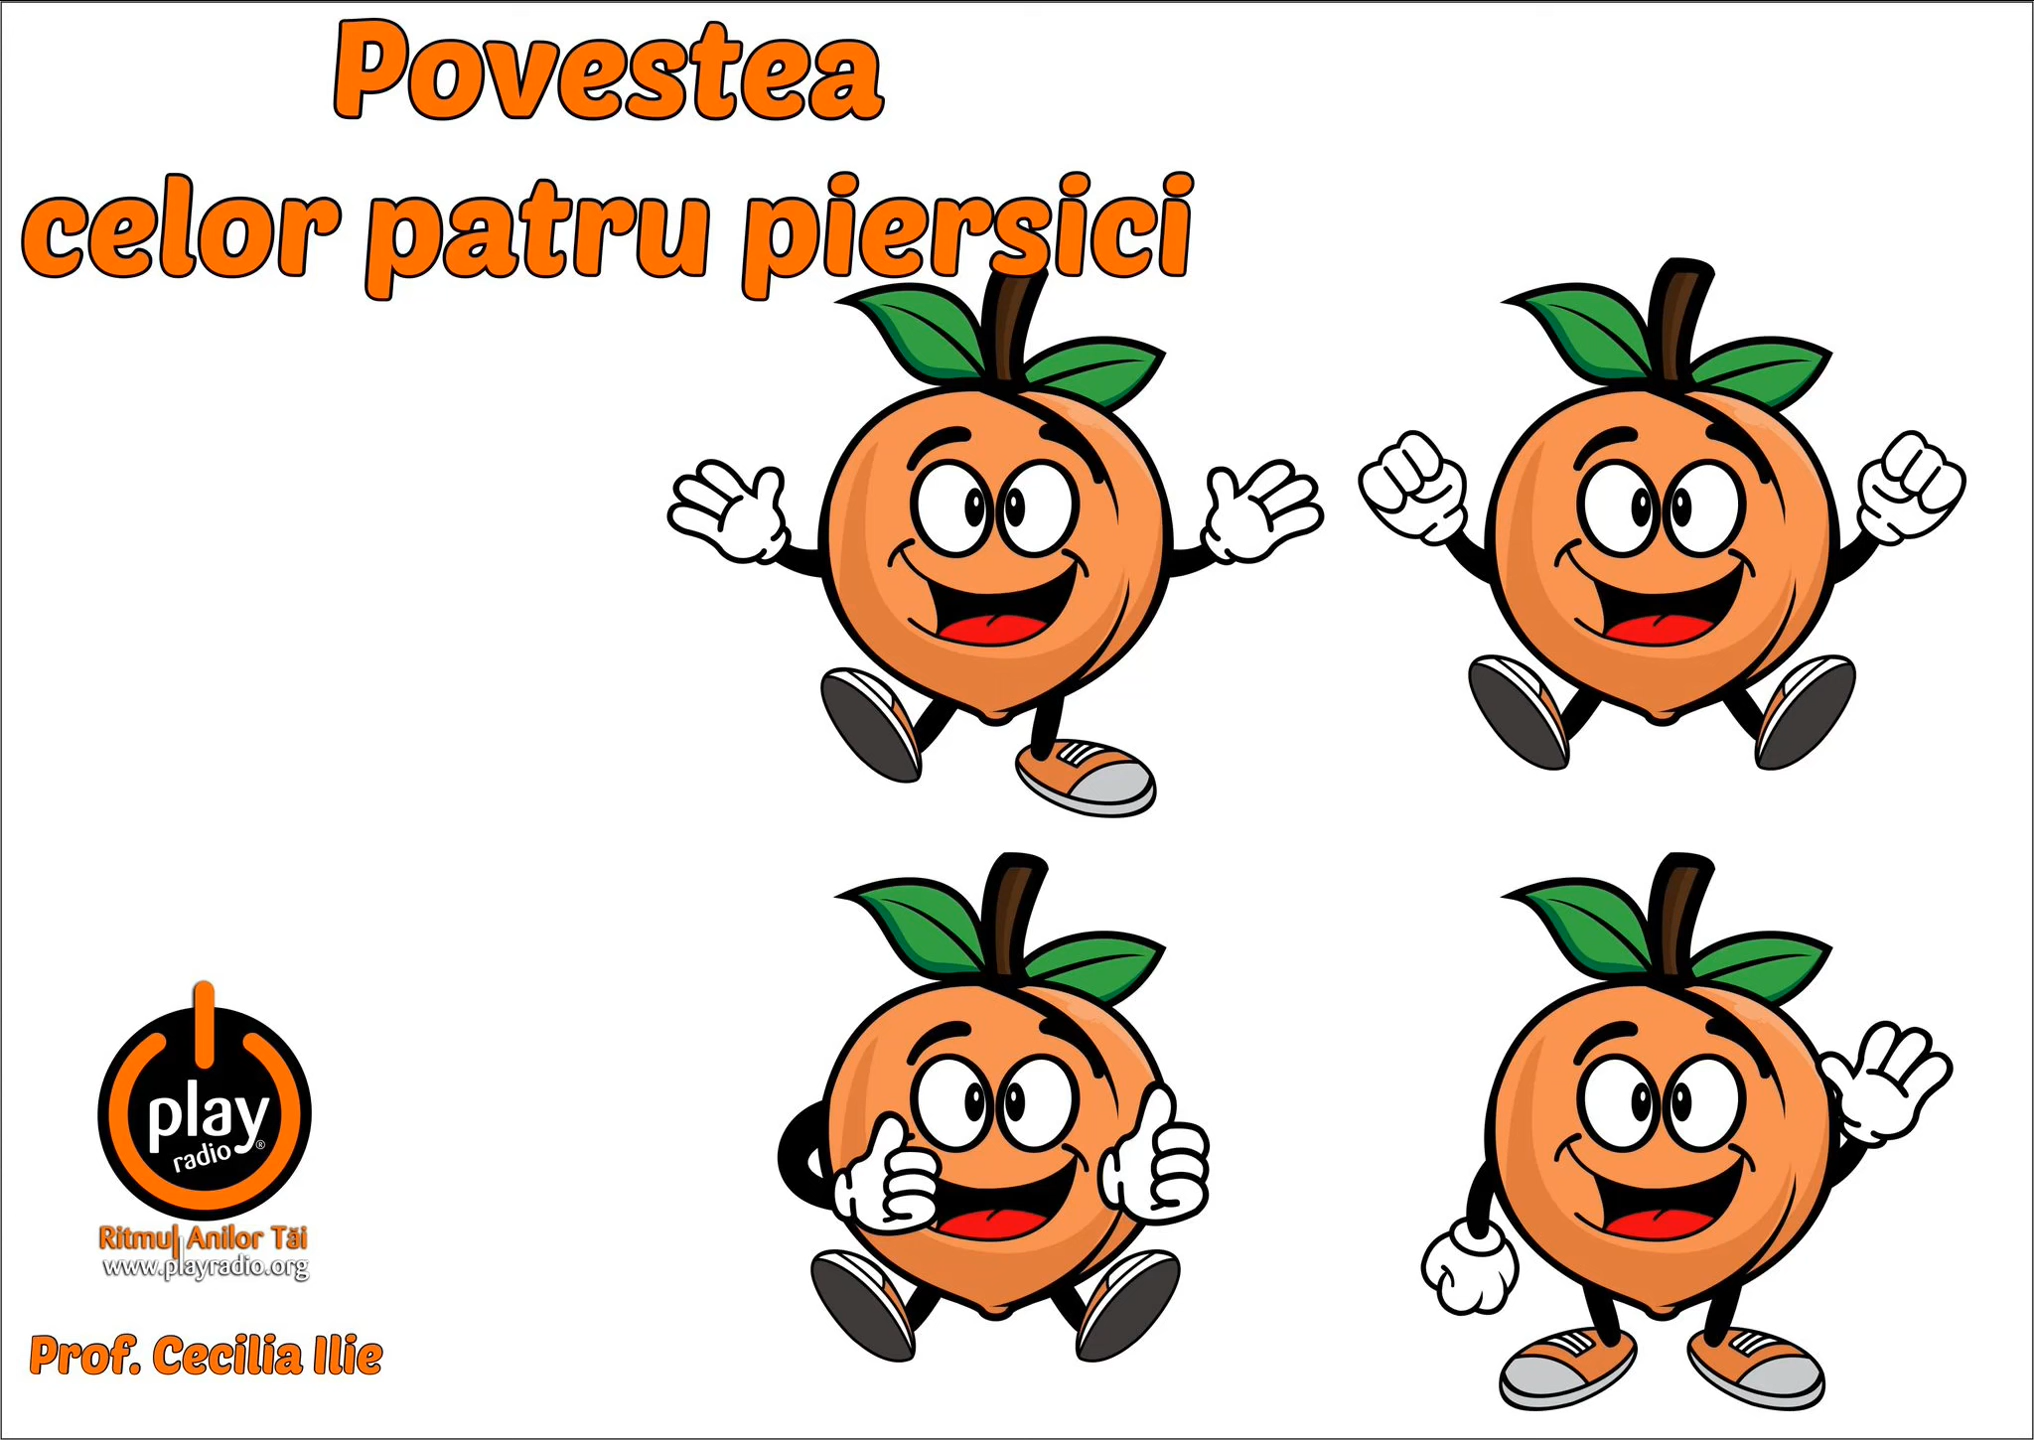 Povestea
celor patru piersici
play
radio®
Ritmul Anilor Tăi
www.playradio.org
Prof. Cecilia Ilie